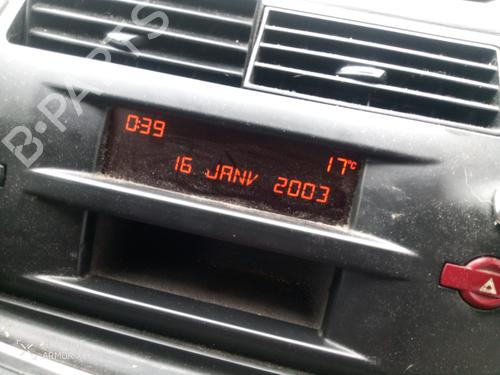 B-PARTS
0:39
17°C
16 JANV 2003
ARMOR